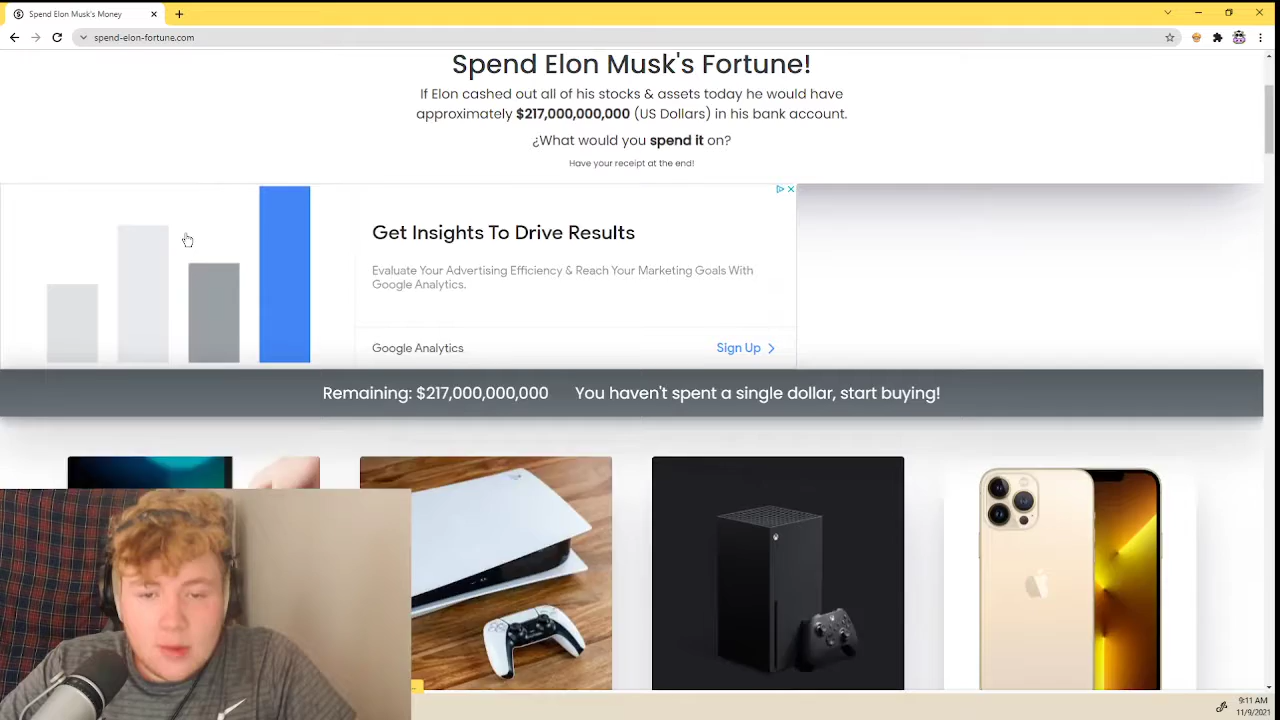 Spend Elon Musk's Money
spend-elon-fortune.com
Spend Elon Musk's Fortune!
If Elon cashed out all of his stocks & assets today he would have
approximately $217,000,000,000 (US Dollars) in his bank account.
¿What would you spend it on?
Have your receipt at the end!
Get Insights To Drive Results
Evaluate Your Advertising Efficiency & Reach Your Marketing Goals With
Google Analytics.
Google Analytics
Sign Up
Remaining: $217,000,000,000
You haven't spent a single dollar, start buying!
9:11 AM
11/9/2021